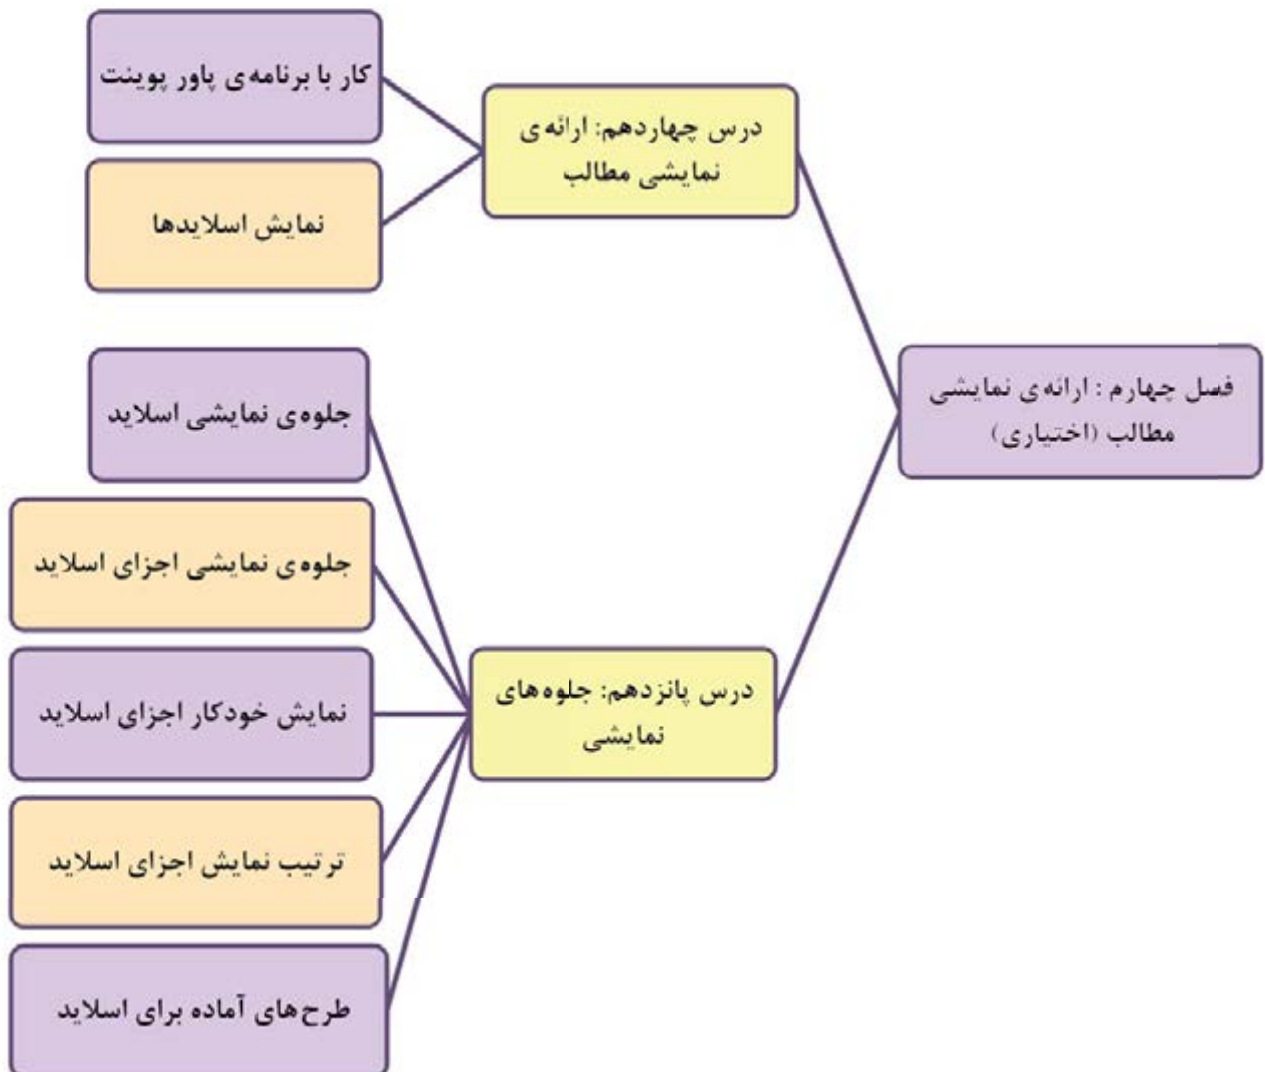 فصل چهارم : ارائه‌ی نمایشی
مطالب (اختیاری)
درس چهاردهم: ارائه‌ی
نمایشی مطالب
کار با برنامه‌ی پاور پوینت
نمایش اسلایدها
درس پانزدهم: جلوه‌های
نمایشی
جلوه‌ی نمایشی اسلاید
جلوه‌ی نمایشی اجزای اسلاید
نمایش خودکار اجزای اسلاید
ترتیب نمایش اجزای اسلاید
طرح‌های آماده برای اسلاید